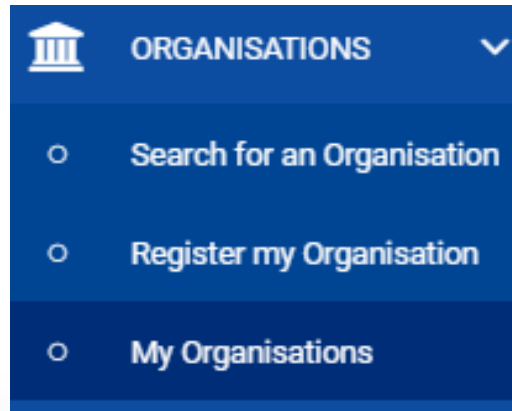 ORGANISATIONS
Search for an Organisation
Register my Organisation
My Organisations